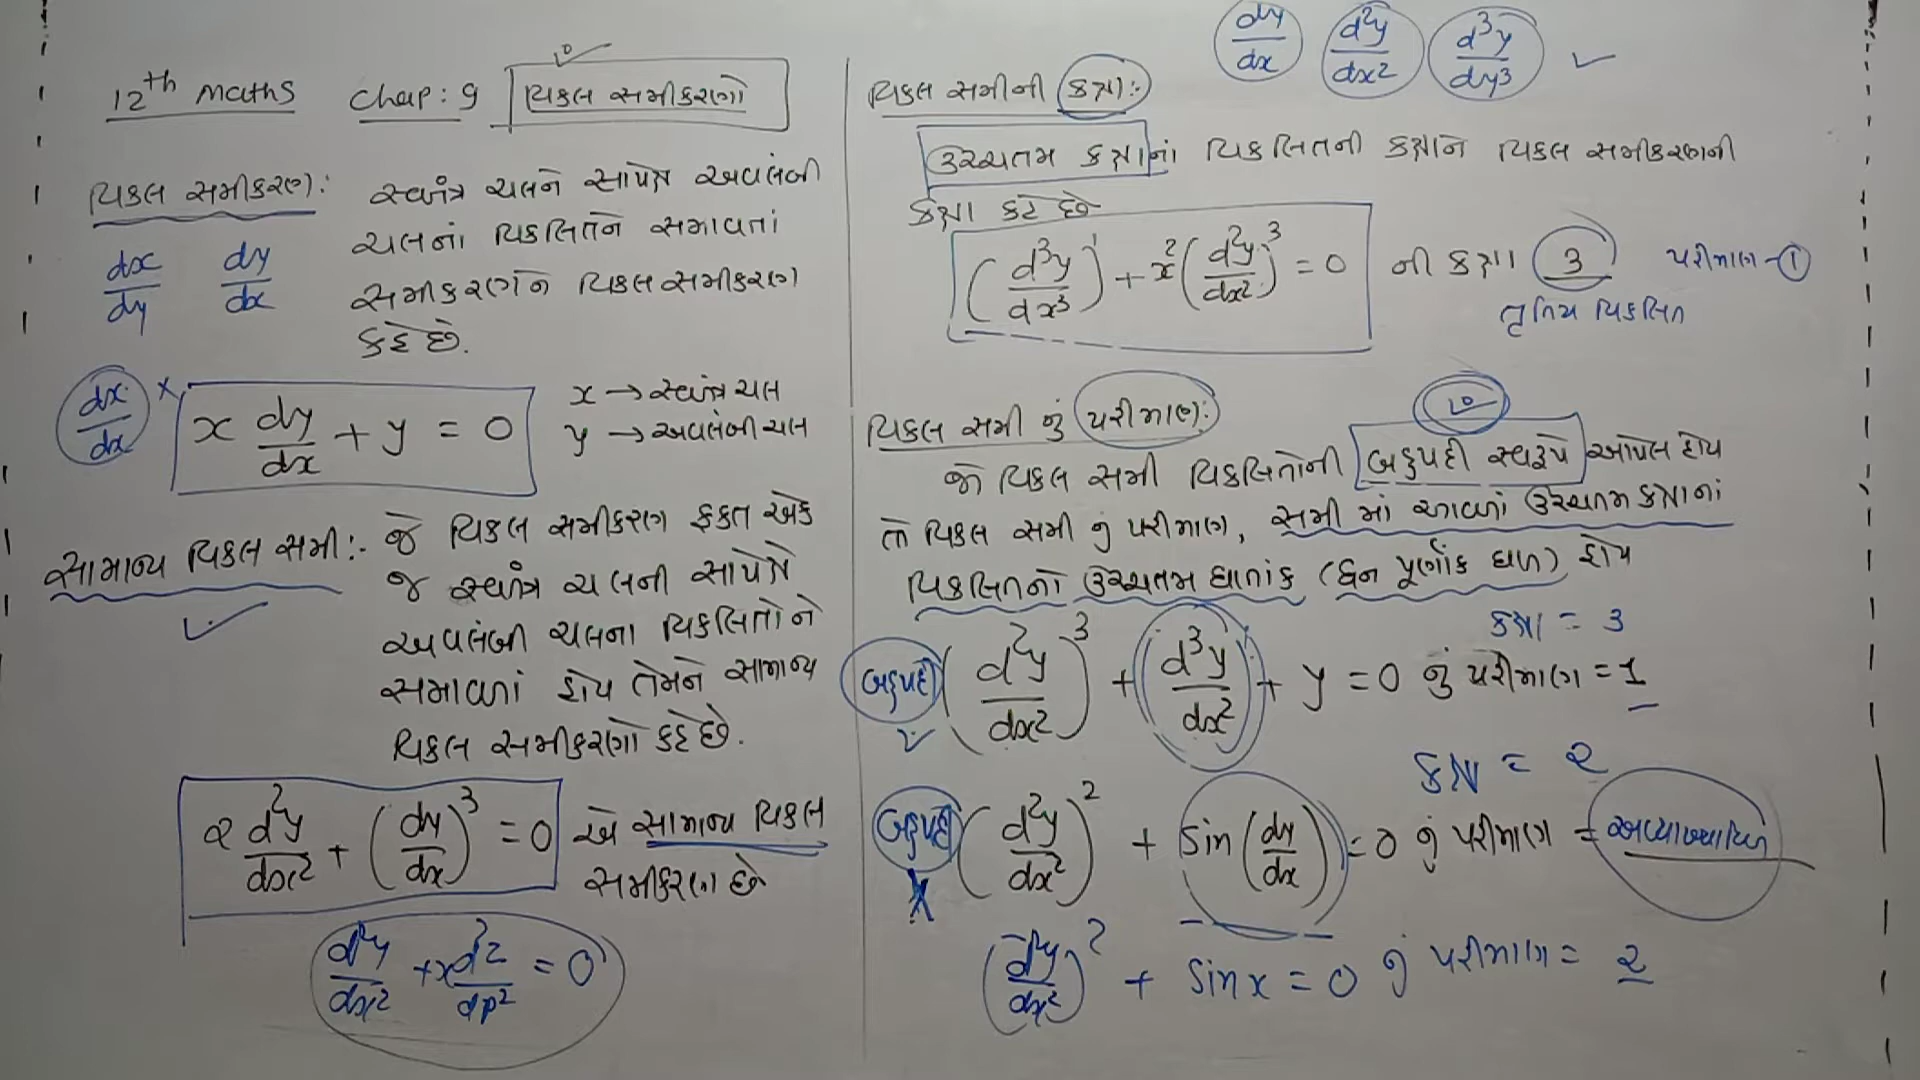 12th Maths Chap: 9 વિકલ સમીકરણો
વિકલ સમીકરણ: સ્વતંત્ર ચલને સાપેક્ષ અવલંબી
ચલનાં વિકલિતને સમાવતાં
dx/dy dy/dx
સમીકરણને વિકલ સમીકરણ
કહે છે.
dx/dx ×
x dy/dx + y = 0
x → સ્વતંત્ર ચલ
y → અવલંબી ચલ
સામાન્ય વિકલ સમી:- જે વિકલ સમીકરણ ફક્ત એક
જ સ્વતંત્ર ચલની સાપેક્ષે
અવલંબી ચલના વિકલિતોને
સમાવતાં હોય તેમને સામાન્ય
વિકલ સમીકરણો કહે છે.
૨ d²y/dx² + (dy/dx)³ = 0 એ સામાન્ય વિકલ
સમીકરણ છે
d²y/dx² + x d²z/dp² = 0
dy/dx d²y/dx² d³y/dy³
વિકલ સમીની કક્ષા:
ઉચ્ચતમ કક્ષાનાં વિકલિતની કક્ષાને વિકલ સમીકરણની
કક્ષા કહે છે
(d³y/dx³)¹ + x²(d²y/dx²)³ = 0 ની કક્ષા 3 પરીમાણ - 1
તૃતિય વિકલિત
વિકલ સમી નું પરીમાણ:
જો વિકલ સમી વિકલિતોની બહુપદી સ્વરૂપે આપેલ હોય
તો વિકલ સમી નું પરીમાણ, સમી માં આવતાં ઉચ્ચતમ કક્ષાનાં
વિકલિતનો ઉચ્ચતમ ઘાતાંક (ધન પૂર્ણાંક ઘાત) હોય
કક્ષા = 3
બહુપદી (d²y/dx²)³ + d³y/dx² + y = 0 નું પરીમાણ = 1
કક્ષા = ૨
બહુપદી (d²y/dx²)² + sin(dy/dx) = 0 નું પરીમાણ = અવ્યાખ્યાયિત
(d²y/dx²)² + sin x = 0 નું પરીમાણ = ૨